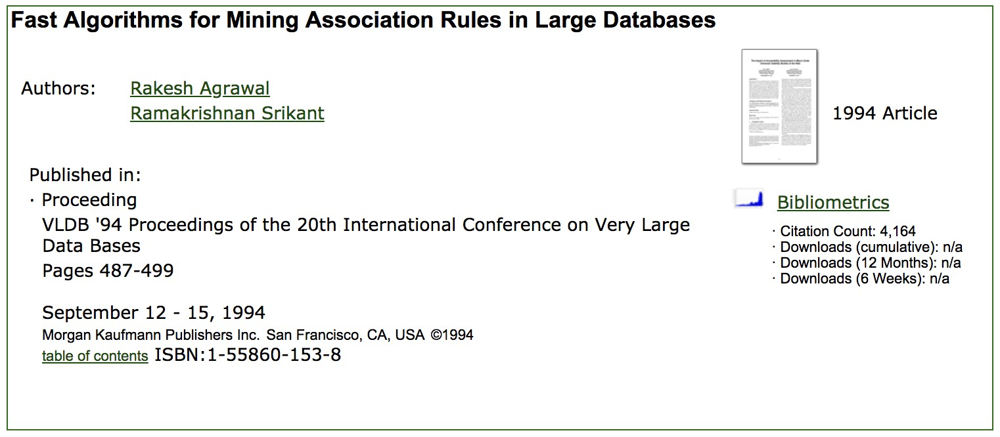 Fast Algorithms for Mining Association Rules in Large Databases
Authors:
Rakesh Agrawal
Ramakrishnan Srikant
1994 Article
Published in:
· Proceeding
VLDB '94 Proceedings of the 20th International Conference on Very Large
Data Bases
Pages 487-499
September 12 - 15, 1994
Morgan Kaufmann Publishers Inc. San Francisco, CA, USA ©1994
table of contents ISBN:1-55860-153-8
Bibliometrics
· Citation Count: 4,164
· Downloads (cumulative): n/a
· Downloads (12 Months): n/a
· Downloads (6 Weeks): n/a